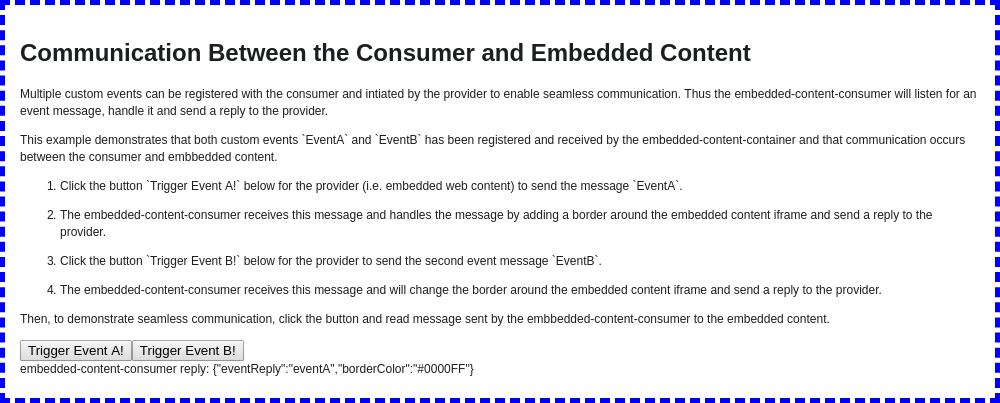 Communication Between the Consumer and Embedded Content
Multiple custom events can be registered with the consumer and intiated by the provider to enable seamless communication. Thus the embedded-content-consumer will listen for an
event message, handle it and send a reply to the provider.
This example demonstrates that both custom events `EventA` and `EventB` has been registered and received by the embedded-content-container and that communication occurs
between the consumer and embbedded content.
1. Click the button `Trigger Event A!` below for the provider (i.e. embedded web content) to send the message `EventA`.
2. The embedded-content-consumer receives this message and handles the message by adding a border around the embedded content iframe and send a reply to the
provider.
3. Click the button `Trigger Event B!` below for the provider to send the second event message `EventB`.
4. The embedded-content-consumer receives this message and will change the border around the embedded content iframe and send a reply to the provider.
Then, to demonstrate seamless communication, click the button and read message sent by the embbedded-content-consumer to the embedded content.
Trigger Event A! Trigger Event B!
embedded-content-consumer reply: {"eventReply":"eventA","borderColor":"#0000FF"}